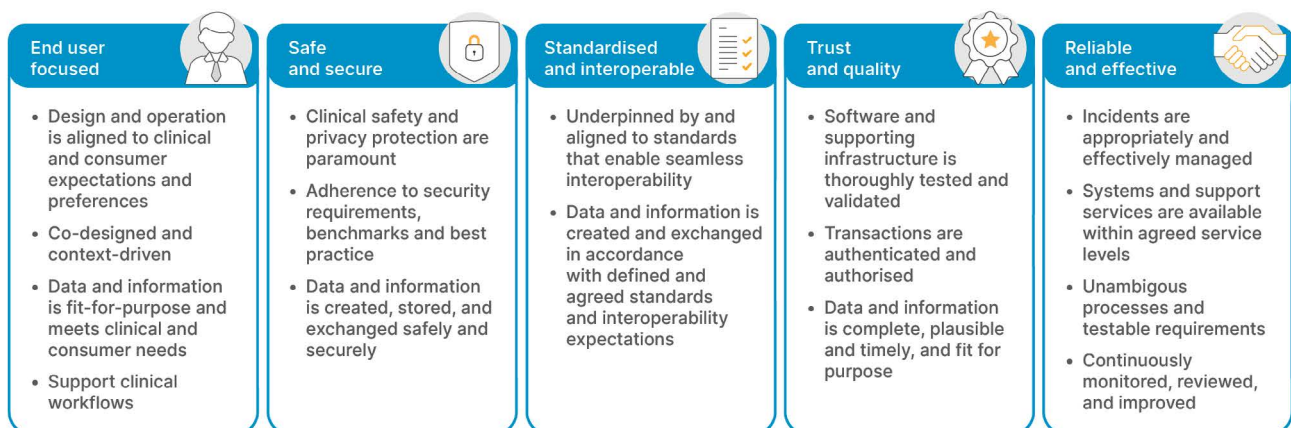 End user
focused
• Design and operation
is aligned to clinical
and consumer
expectations and
preferences
• Co-designed and
context-driven
• Data and information
is fit-for-purpose and
meets clinical and
consumer needs
• Support clinical
workflows
Safe
and secure
• Clinical safety and
privacy protection are
paramount
• Adherence to security
requirements,
benchmarks and best
practice
• Data and information
is created, stored, and
exchanged safely and
securely
Standardised
and interoperable
• Underpinned by and
aligned to standards
that enable seamless
interoperability
• Data and information is
created and exchanged
in accordance
with defined and
agreed standards
and interoperability
expectations
Trust
and quality
• Software and
supporting
infrastructure is
thoroughly tested and
validated
• Transactions are
authenticated and
authorised
• Data and information
is complete, plausible
and timely, and fit for
purpose
Reliable
and effective
• Incidents are
appropriately and
effectively managed
• Systems and support
services are available
within agreed service
levels
• Unambigous
processes and
testable requirements
• Continuously
monitored, reviewed,
and improved